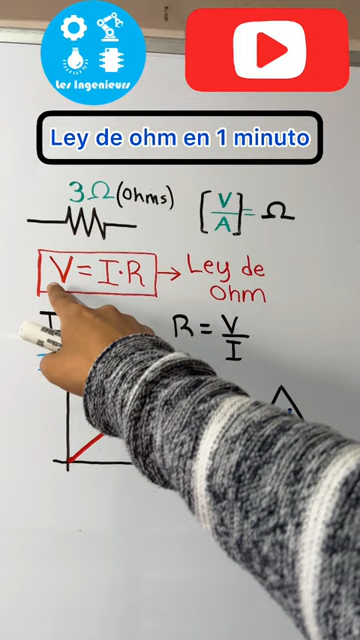 Les Ingenieurs
Ley de ohm en 1 minuto
3Ω (ohms)
[V/A] = Ω
V = I·R → Ley de ohm
I
R = V/I